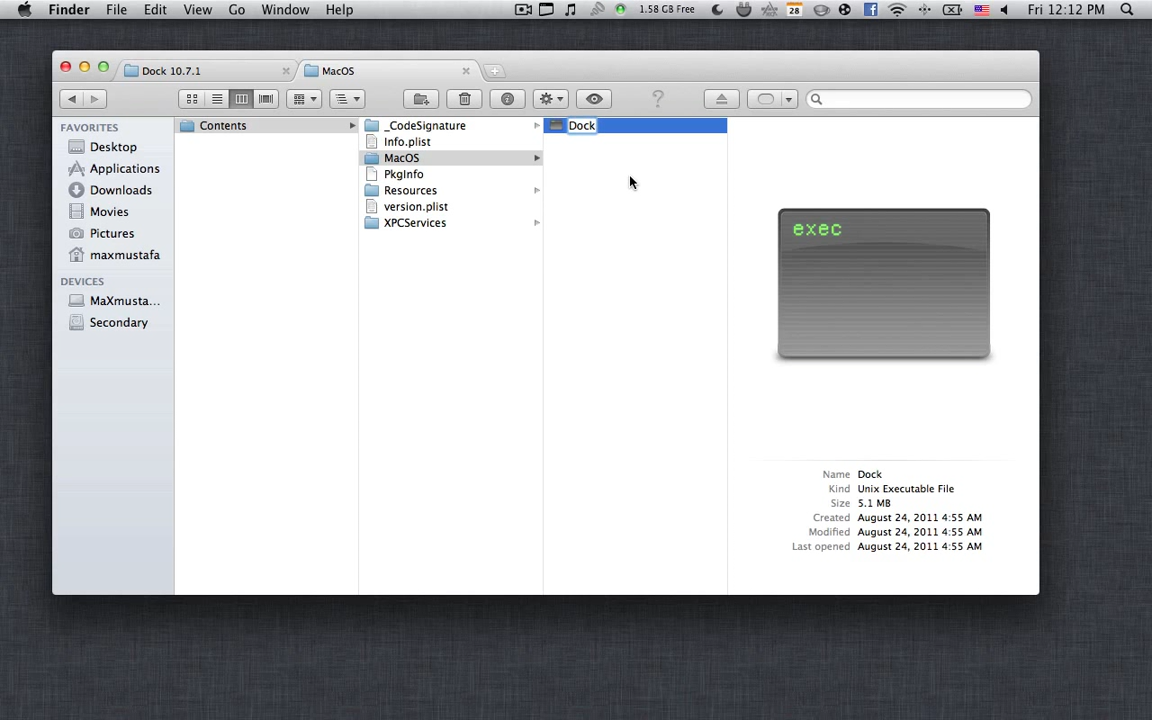 Finder File Edit View Go Window Help 1.58 GB Free 28 Fri 12:12 PM
Dock 10.7.1 MacOS
FAVORITES
Desktop
Applications
Downloads
Movies
Pictures
maxmustafa
DEVICES
MaXmusta...
Secondary
Contents
_CodeSignature
Info.plist
MacOS
PkgInfo
Resources
version.plist
XPCServices
Dock
exec
Name Dock
Kind Unix Executable File
Size 5.1 MB
Created August 24, 2011 4:55 AM
Modified August 24, 2011 4:55 AM
Last opened August 24, 2011 4:55 AM